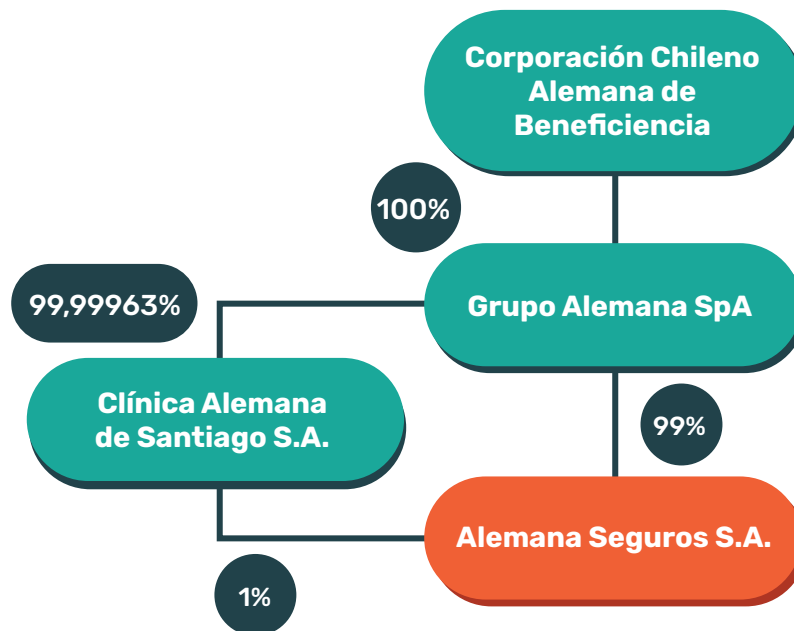 Corporación Chileno
Alemana de
Beneficiencia
100%
99,99963%
Grupo Alemana SpA
Clínica Alemana
de Santiago S.A.
99%
Alemana Seguros S.A.
1%